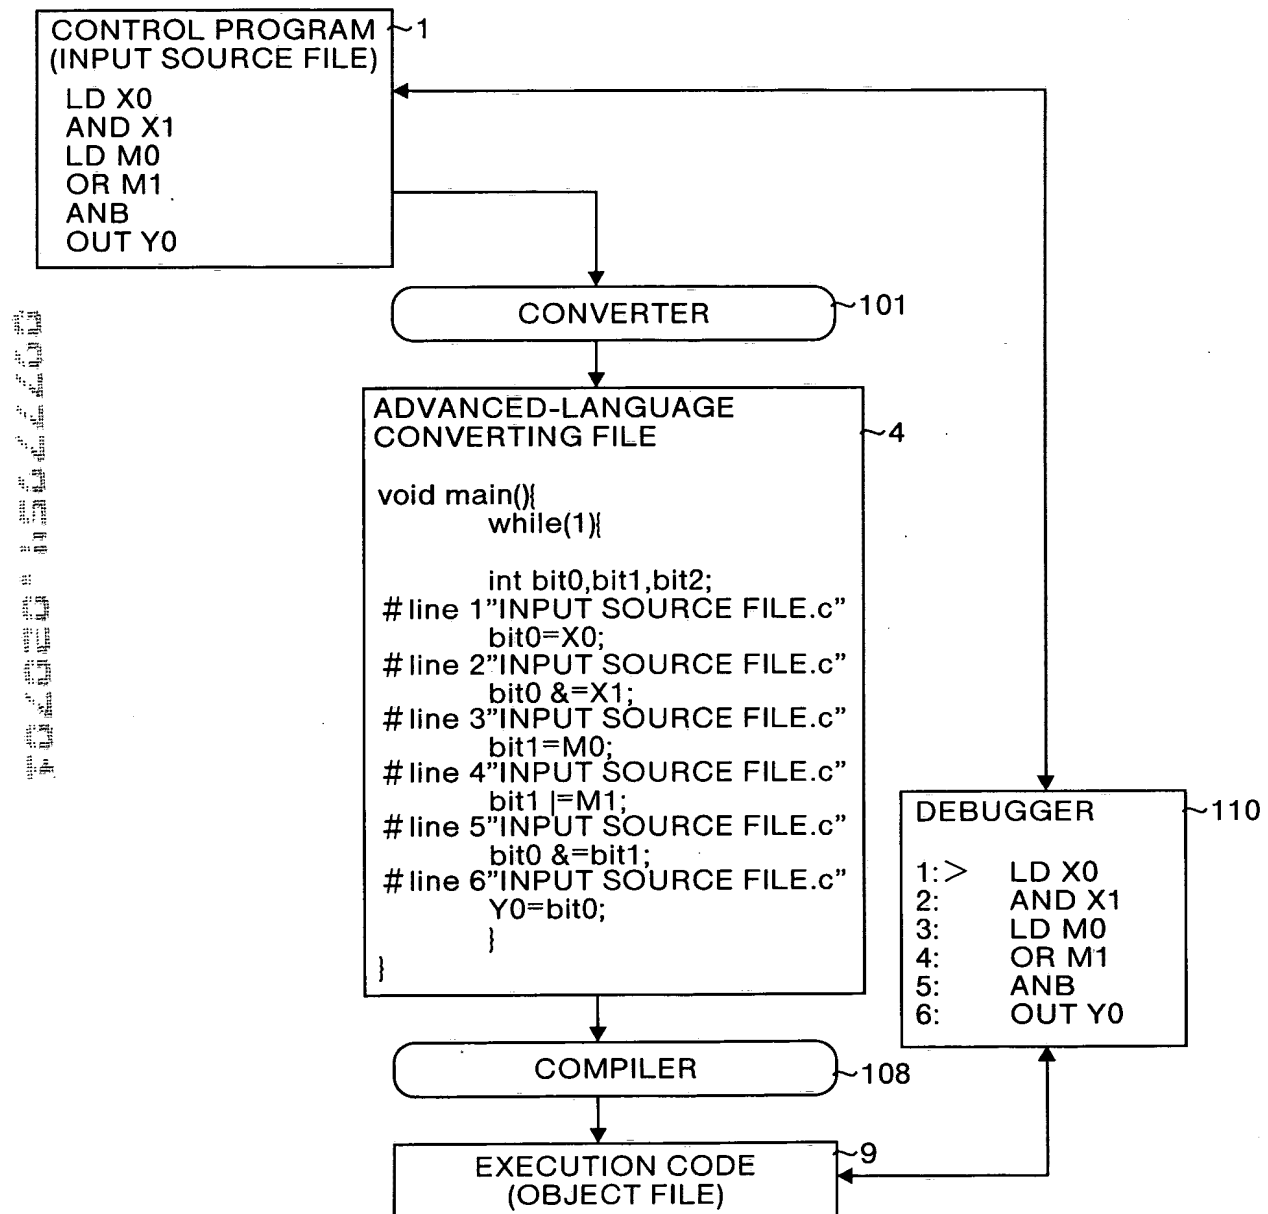 CONTROL PROGRAM
(INPUT SOURCE FILE)
~1
LD X0
AND X1
LD M0
OR M1
ANB
OUT Y0
CONVERTER
~101
ADVANCED-LANGUAGE
CONVERTING FILE
~4
void main(){
while(1){
int bit0,bit1,bit2;
#line 1"INPUT SOURCE FILE.c"
bit0=X0;
#line 2"INPUT SOURCE FILE.c"
bit0 &=X1;
#line 3"INPUT SOURCE FILE.c"
bit1=M0;
#line 4"INPUT SOURCE FILE.c"
bit1 |=M1;
#line 5"INPUT SOURCE FILE.c"
bit0 &=bit1;
#line 6"INPUT SOURCE FILE.c"
Y0=bit0;
}
}
DEBUGGER
~110
1:> LD X0
2: AND X1
3: LD M0
4: OR M1
5: ANB
6: OUT Y0
COMPILER
~108
EXECUTION CODE
(OBJECT FILE)
~9